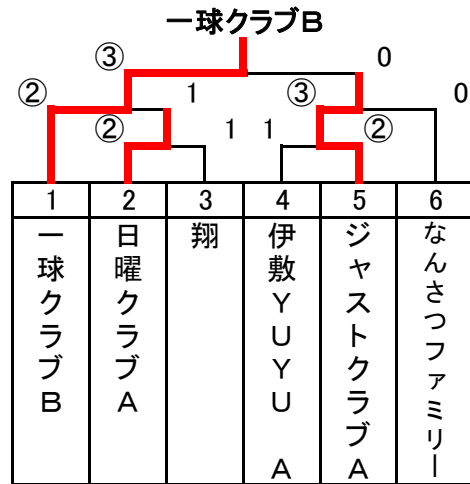 一球クラブB
③ 0
② 1 ③ 0
② 1 1 ②
1 2 3 4 5 6
一球クラブB
日曜クラブA
翔
伊敷YUYU A
ジャストクラブA
なんさつファミリー